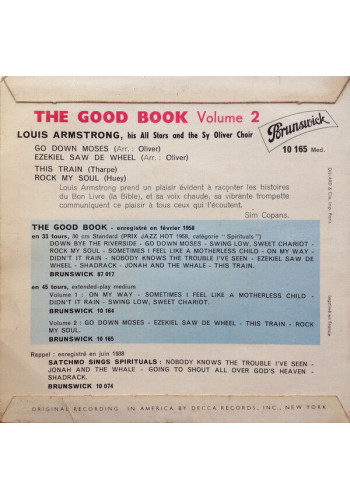 THE GOOD BOOK Volume 2
Brunswick
LOUIS ARMSTRONG, his All Stars and the Sy Oliver Choir
10 165 Med.
GO DOWN MOSES (Arr. : Oliver)
EZEKIEL SAW DE WHEEL (Arr. : Oliver)
THIS TRAIN (Tharpe)
ROCK MY SOUL (Huey)
Louis Armstrong prend un plaisir évident à raconter les histoires
du Bon Livre (la Bible), et sa voix chaude, sa vibrante trompette
communiquent ce plaisir à tous ceux qui l'écoutent.
Sim Copans.
THE GOOD BOOK - enregistré en février 1958
en 33 tours, 30 cm Standard (PRIX JAZZ HOT 1958, catégorie " Spirituals ")
DOWN BYE THE RIVERSIDE - GO DOWN MOSES - SWING LOW, SWEET CHARIOT
- ROCK MY SOUL - SOMETIMES I FEEL LIKE A MOTHERLESS CHILD - ON MY WAY -
DIDN'T IT RAIN - NOBODY KNOWS THE TROUBLE I'VE SEEN - EZEKIEL SAW DE
WHEEL - SHADRACK - JONAH AND THE WHALE - THIS TRAIN.
BRUNSWICK 87 017
en 45 tours, extended-play medium
Volume 1 : ON MY WAY - SOMETIMES I FEEL LIKE A MOTHERLESS CHILD -
DIDN'T IT RAIN - SWING LOW, SWEET CHARIOT.
BRUNSWICK 10 164
Volume 2 : GO DOWN MOSES - EZEKIEL SAW DE WHEEL - THIS TRAIN - ROCK
MY SOUL.
BRUNSWICK 10 165
Rappel : enregistré en juin 1938
SATCHMO SINGS SPIRITUALS : NOBODY KNOWS THE TROUBLE I'VE SEEN -
JONAH AND THE WHALE - GOING TO SHOUT ALL OVER GOD'S HEAVEN -
SHADRACK.
BRUNSWICK 10 074
ORIGINAL RECORDING IN AMERICA BY DECCA RECORDS, INC., NEW YORK
Imprimé en France